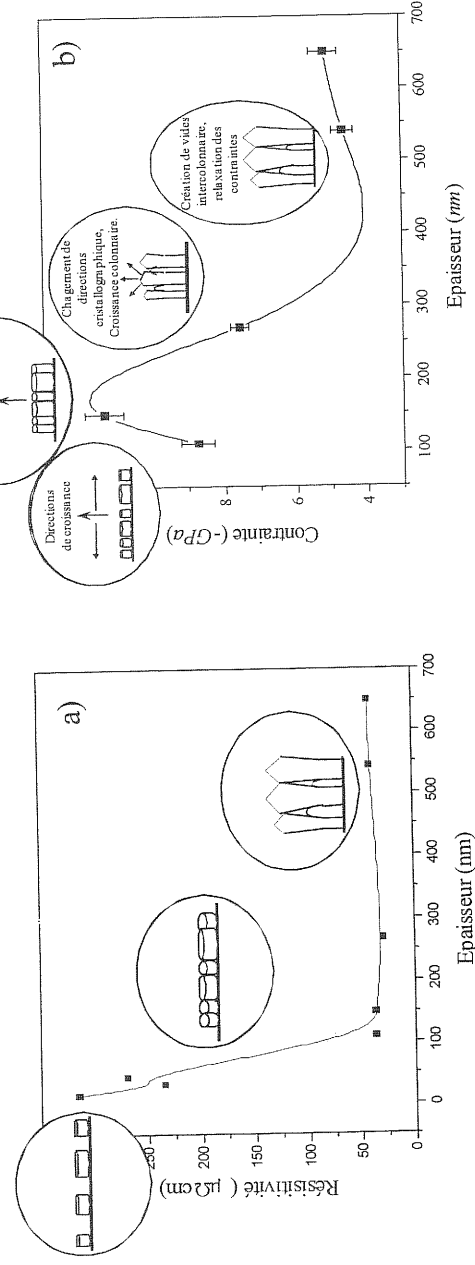 a)
250
200
150
100
50
0
Résisitivité ( μΩcm)
0
100
200
300
400
500
600
700
Epaisseur (nm)
b)
Directions
de croissance
Chagement de
directions
cristallographique,
Croissance colonnaire.
Création de vides
intercolonnaire,
relaxation des
contraintes
8
6
4
Contrainte (-GPa)
100
200
300
400
500
600
700
Epaisseur (nm)